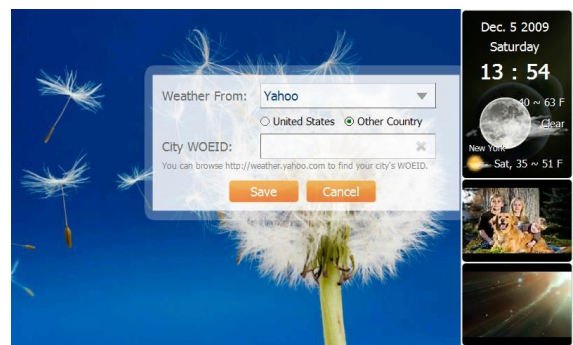 Weather From: Yahoo
United States Other Country
City WOEID:
You can browse http://weather.yahoo.com to find your city's WOEID.
Save Cancel
Dec. 5 2009
Saturday
13 : 54
40 ~ 63 F
Clear
New York
Sat, 35 ~ 51 F